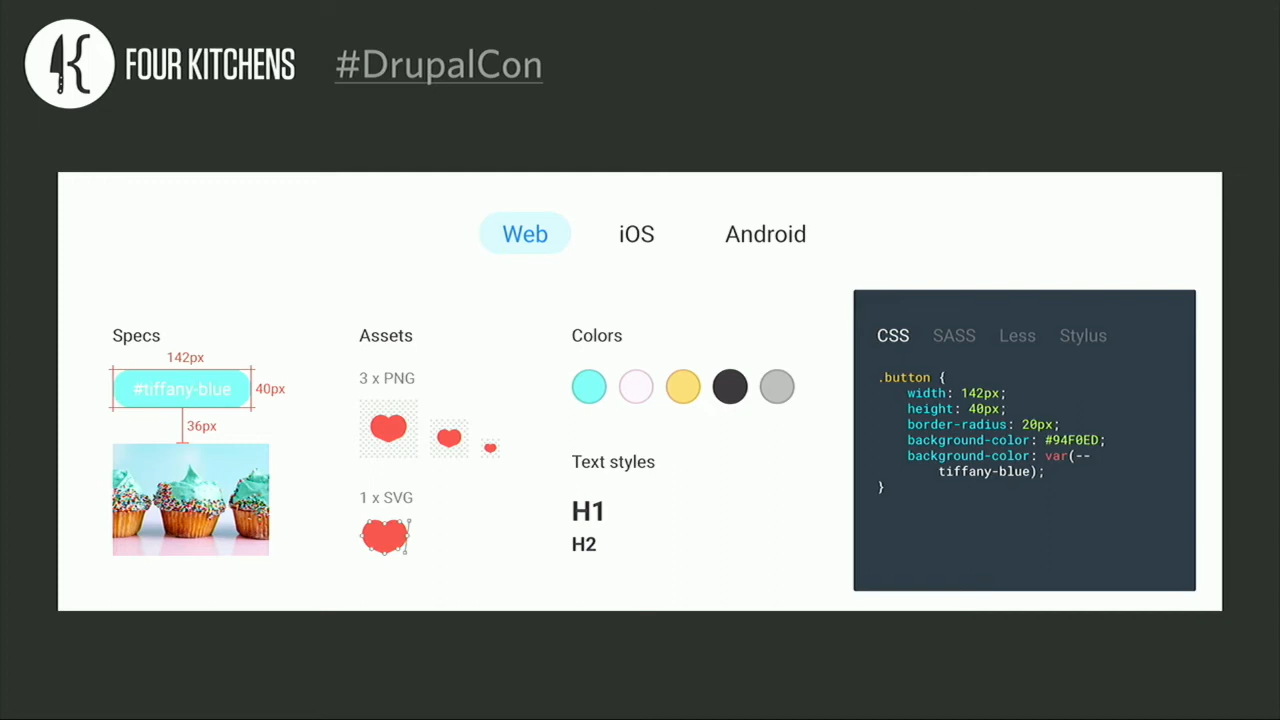 FOUR KITCHENS
#DrupalCon
Web
iOS
Android
Specs
142px
#tiffany-blue
40px
36px
Assets
3 x PNG
1 x SVG
Colors
Text styles
H1
H2
CSS SASS Less Stylus
.button {
width: 142px;
height: 40px;
border-radius: 20px;
background-color: #94F0ED;
background-color: var(--
tiffany-blue);
}